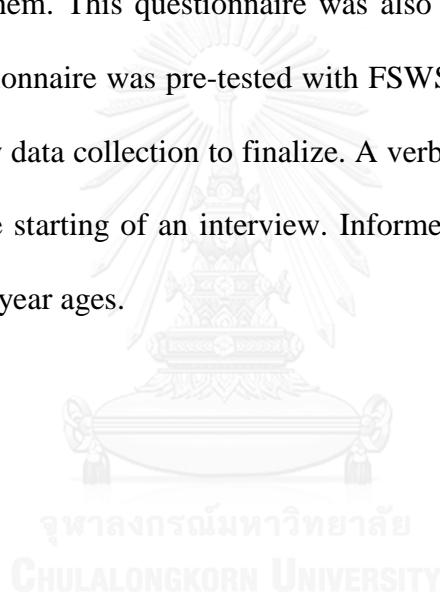 hem. This questionnaire was also
onnaire was pre-tested with FSWS
data collection to finalize. A verb
starting of an interview. Informe
year ages.
จุฬาลงกรณ์มหาวิทยาลัย
CHULALONGKORN UNIVERSITY